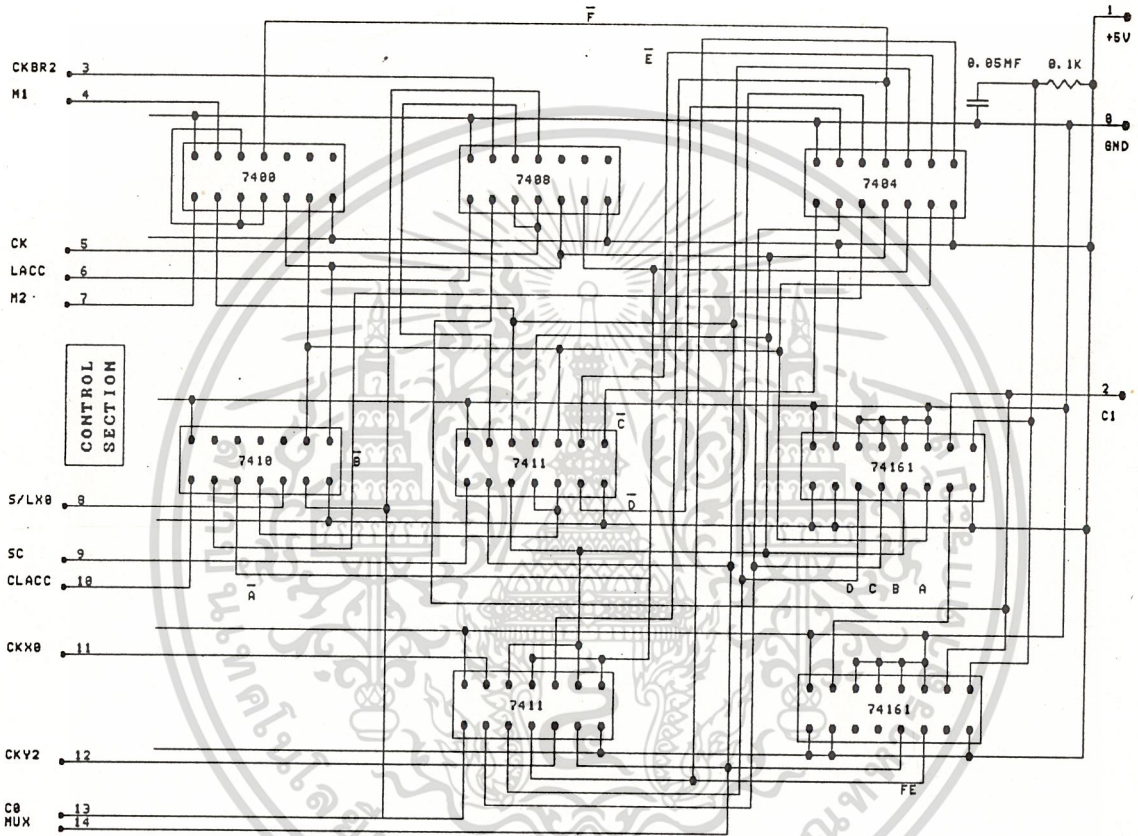 F
1
+5V
CKBR2 3
M1 4
E
0.05MF 0.1K
0
GND
7400
7408
7404
CK 5
LACC 6
M2 7
CONTROL
SECTION
2
C1
C
7410
B
7411
D
74161
S/LX0 8
SC 9
CLACC 10
A
D C B A
CKX0 11
7411
74161
CKY2 12
FE
C0 13
MUX 14